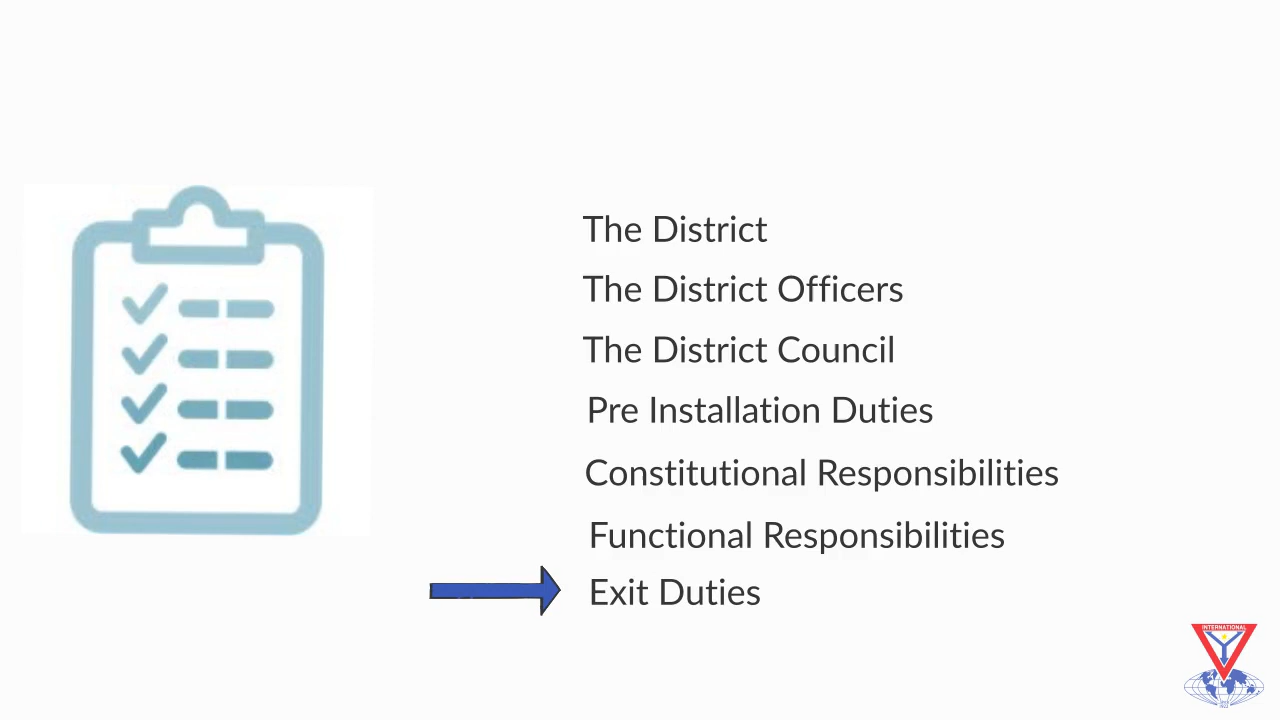 The District
The District Officers
The District Council
Pre Installation Duties
Constitutional Responsibilities
Functional Responsibilities
Exit Duties
INTERNATIONAL